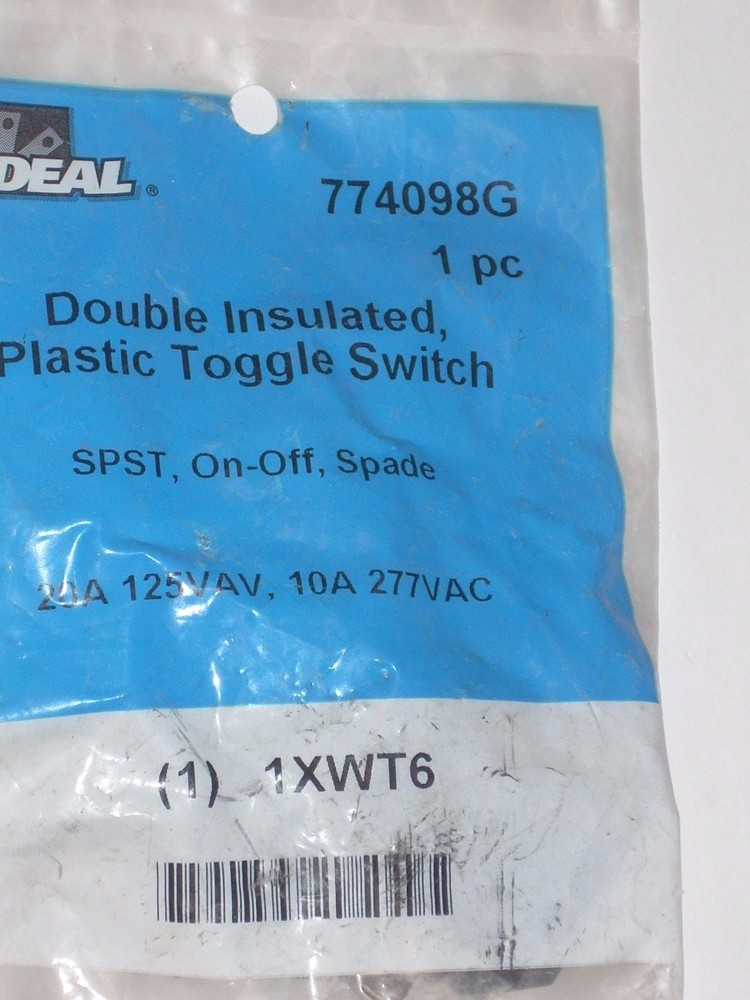 DEAL®
774098G
1 pc
Double Insulated,
Plastic Toggle Switch
SPST, On-Off, Spade
20A 125VAV, 10A 277VAC
(1) 1XWT6